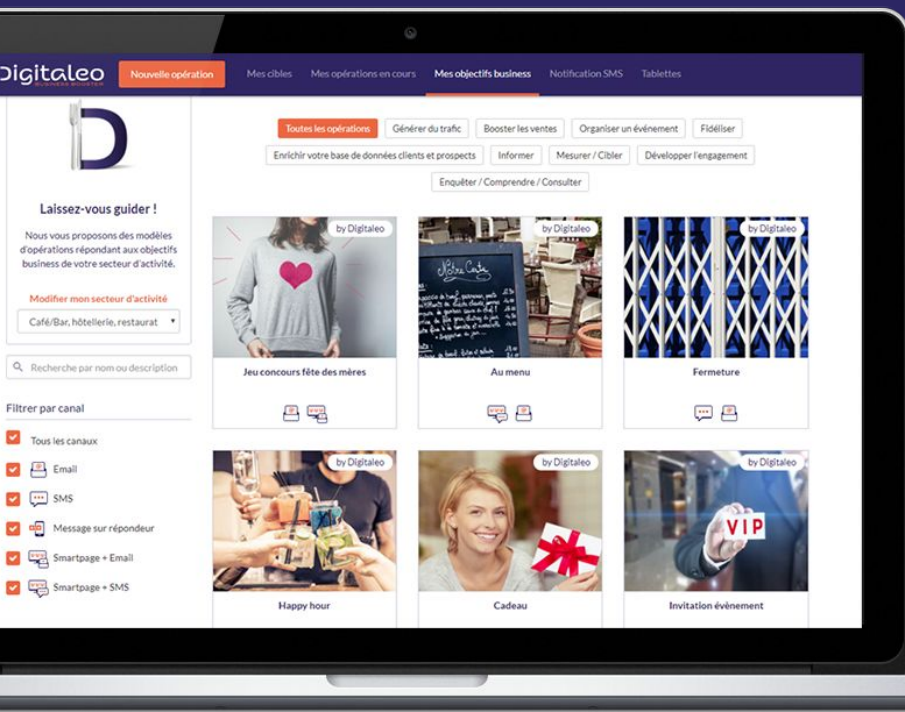 Digitaleo
BUSINESS BOOSTER
Nouvelle opération
Mes cibles
Mes opérations en cours
Mes objectifs business
Notification SMS
Tablettes
D
Laissez-vous guider !
Nous vous proposons des modèles
d'opérations répondant aux objectifs
business de votre secteur d'activité.
Modifier mon secteur d'activité
Café/Bar, hôtellerie, restaurat
Recherche par nom ou description
Filtrer par canal
Tous les canaux
Email
SMS
Message sur répondeur
Smartpage + Email
Smartpage + SMS
Toutes les opérations
Générer du trafic
Booster les ventes
Organiser un événement
Fidéliser
Enrichir votre base de données clients et prospects
Informer
Mesurer / Cibler
Développer l'engagement
Enquêter / Comprendre / Consulter
by Digitaleo
Jeu concours fête des mères
by Digitaleo
Notre Carte
Au menu
by Digitaleo
Fermeture
by Digitaleo
Happy hour
by Digitaleo
Cadeau
by Digitaleo
VIP
Invitation évènement